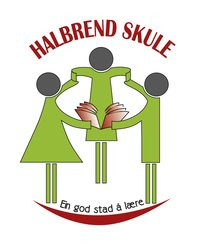 HALBREND SKULE
En god stad å lære